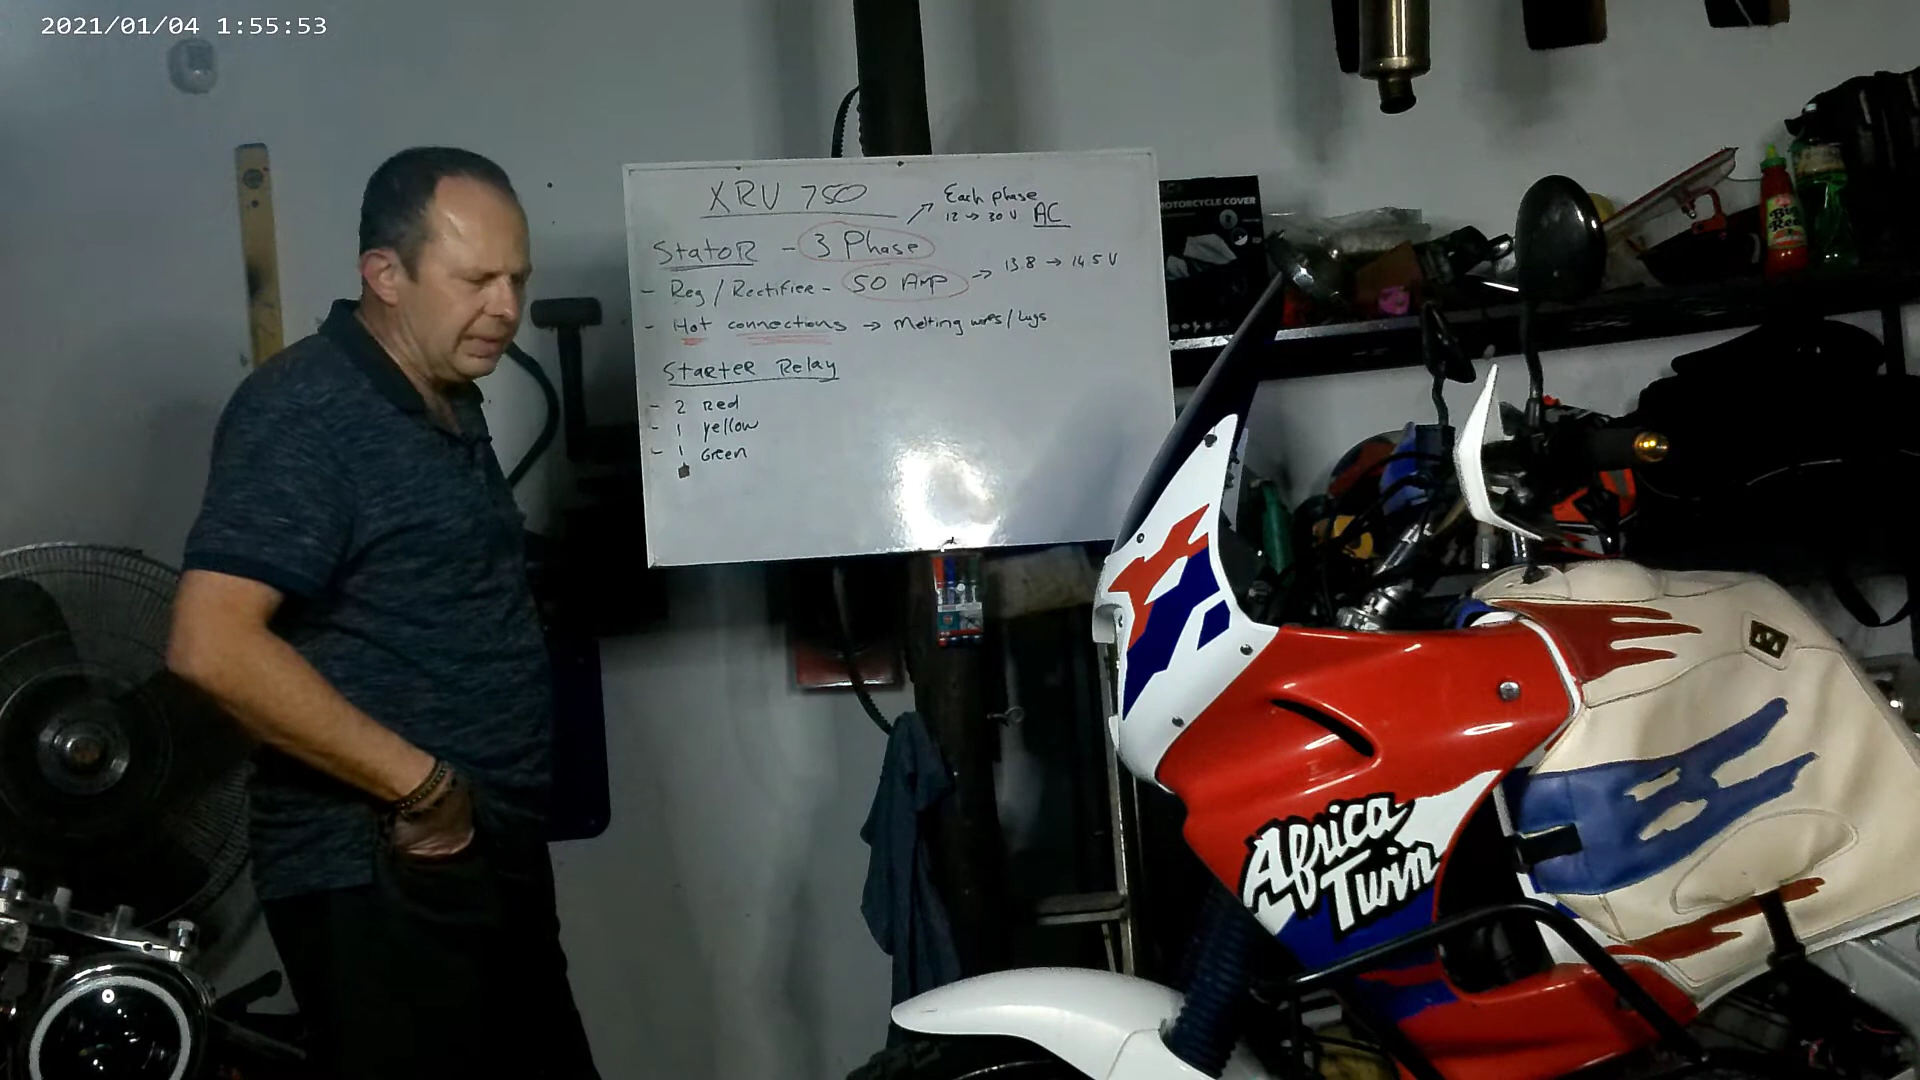 2021/01/04 1:55:53
XRV 750
Each phase
12 → 30 V AC
Stator - 3 Phase
- Reg / Rectifier - 50 Amp → 13.8 → 14.5 V
- Hot connections → Melting wires / Lugs
Starter Relay
- 2 Red
- 1 yellow
- 1 Green
MOTORCYCLE COVER
Africa
Twin